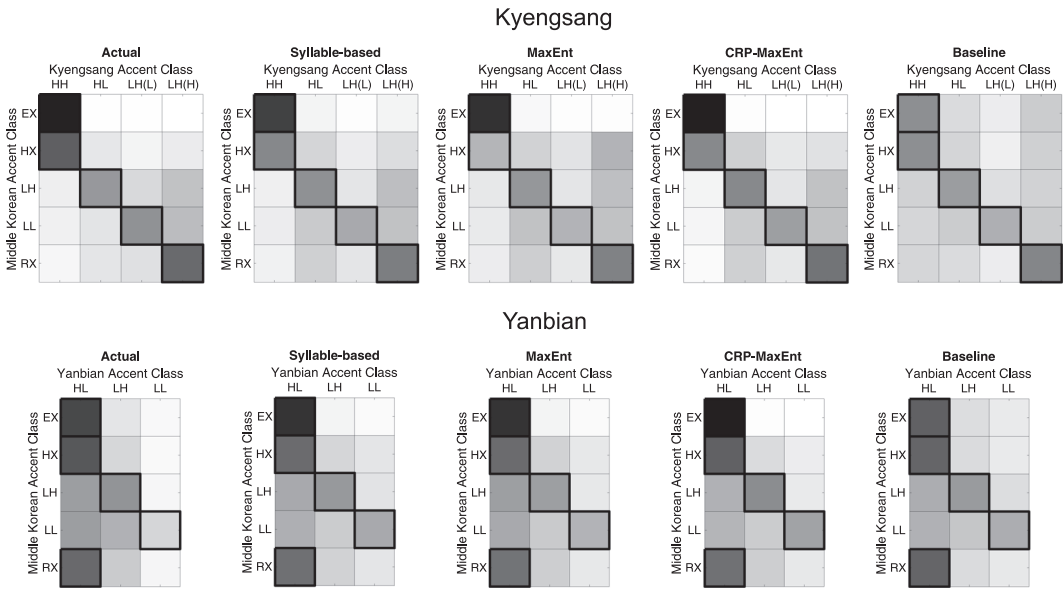 Kyengsang
Actual Syllable-based MaxEnt CRP-MaxEnt Baseline
Kyengsang Accent Class Kyengsang Accent Class Kyengsang Accent Class Kyengsang Accent Class Kyengsang Accent Class
HH HL LH(L) LH(H) HH HL LH(L) LH(H) HH HL LH(L) LH(H) HH HL LH(L) LH(H) HH HL LH(L) LH(H)
Middle Korean Accent Class Middle Korean Accent Class Middle Korean Accent Class Middle Korean Accent Class Middle Korean Accent Class
EX EX EX EX EX
HX HX HX HX HX
LH LH LH LH LH
LL LL LL LL LL
RX RX RX RX RX
Yanbian
Actual Syllable-based MaxEnt CRP-MaxEnt Baseline
Yanbian Accent Class Yanbian Accent Class Yanbian Accent Class Yanbian Accent Class Yanbian Accent Class
HL LH LL HL LH LL HL LH LL HL LH LL HL LH LL
Middle Korean Accent Class Middle Korean Accent Class Middle Korean Accent Class Middle Korean Accent Class Middle Korean Accent Class
EX EX EX EX EX
HX HX HX HX HX
LH LH LH LH LH
LL LL LL LL LL
RX RX RX RX RX